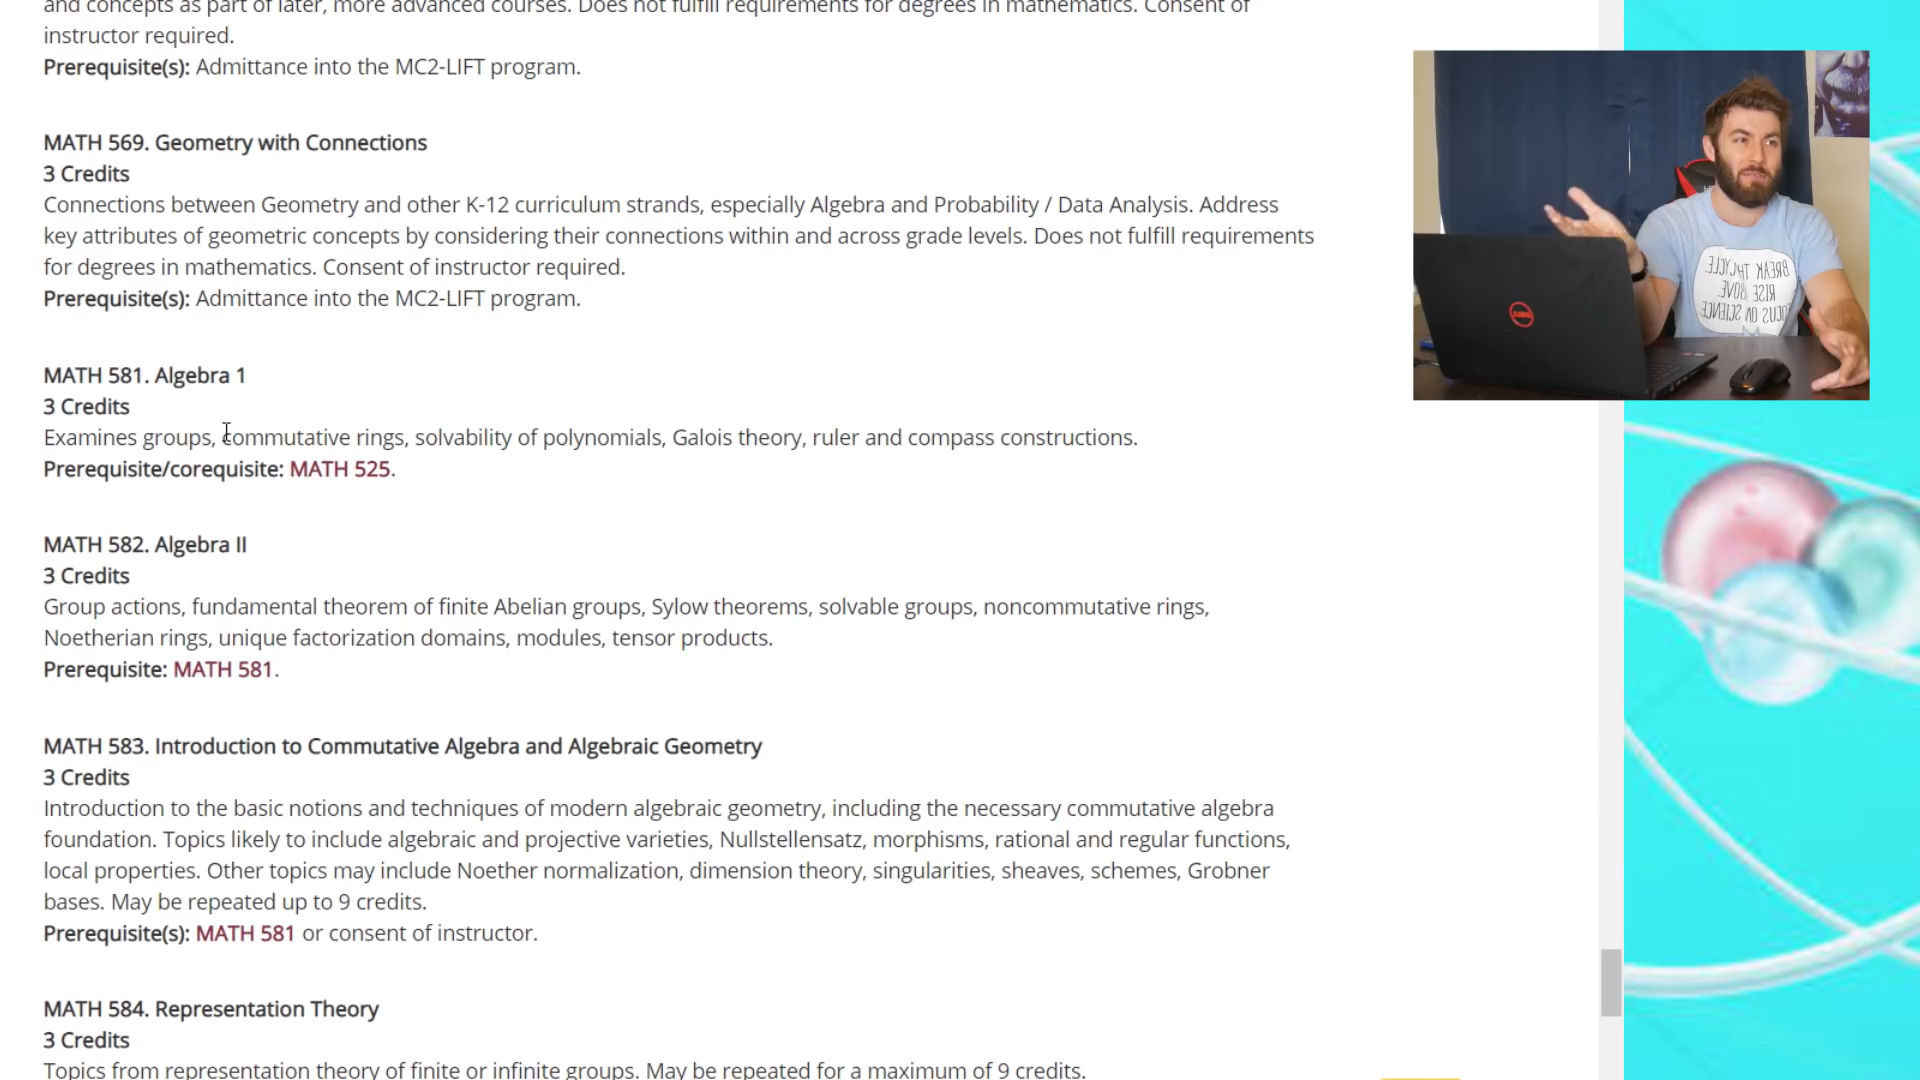 and concepts as part of later, more advanced courses. Does not fulfill requirements for degrees in mathematics. Consent of
instructor required.
Prerequisite(s): Admittance into the MC2-LIFT program.
MATH 569. Geometry with Connections
3 Credits
Connections between Geometry and other K-12 curriculum strands, especially Algebra and Probability / Data Analysis. Address
key attributes of geometric concepts by considering their connections within and across grade levels. Does not fulfill requirements
for degrees in mathematics. Consent of instructor required.
Prerequisite(s): Admittance into the MC2-LIFT program.
MATH 581. Algebra 1
3 Credits
Examines groups, commutative rings, solvability of polynomials, Galois theory, ruler and compass constructions.
Prerequisite/corequisite: MATH 525.
MATH 582. Algebra II
3 Credits
Group actions, fundamental theorem of finite Abelian groups, Sylow theorems, solvable groups, noncommutative rings,
Noetherian rings, unique factorization domains, modules, tensor products.
Prerequisite: MATH 581.
MATH 583. Introduction to Commutative Algebra and Algebraic Geometry
3 Credits
Introduction to the basic notions and techniques of modern algebraic geometry, including the necessary commutative algebra
foundation. Topics likely to include algebraic and projective varieties, Nullstellensatz, morphisms, rational and regular functions,
local properties. Other topics may include Noether normalization, dimension theory, singularities, sheaves, schemes, Grobner
bases. May be repeated up to 9 credits.
Prerequisite(s): MATH 581 or consent of instructor.
MATH 584. Representation Theory
3 Credits
Topics from representation theory of finite or infinite groups. May be repeated for a maximum of 9 credits.
BREAK THE CYCLE.
RISE ABOVE.
FOCUS ON SCIENCE
DELL